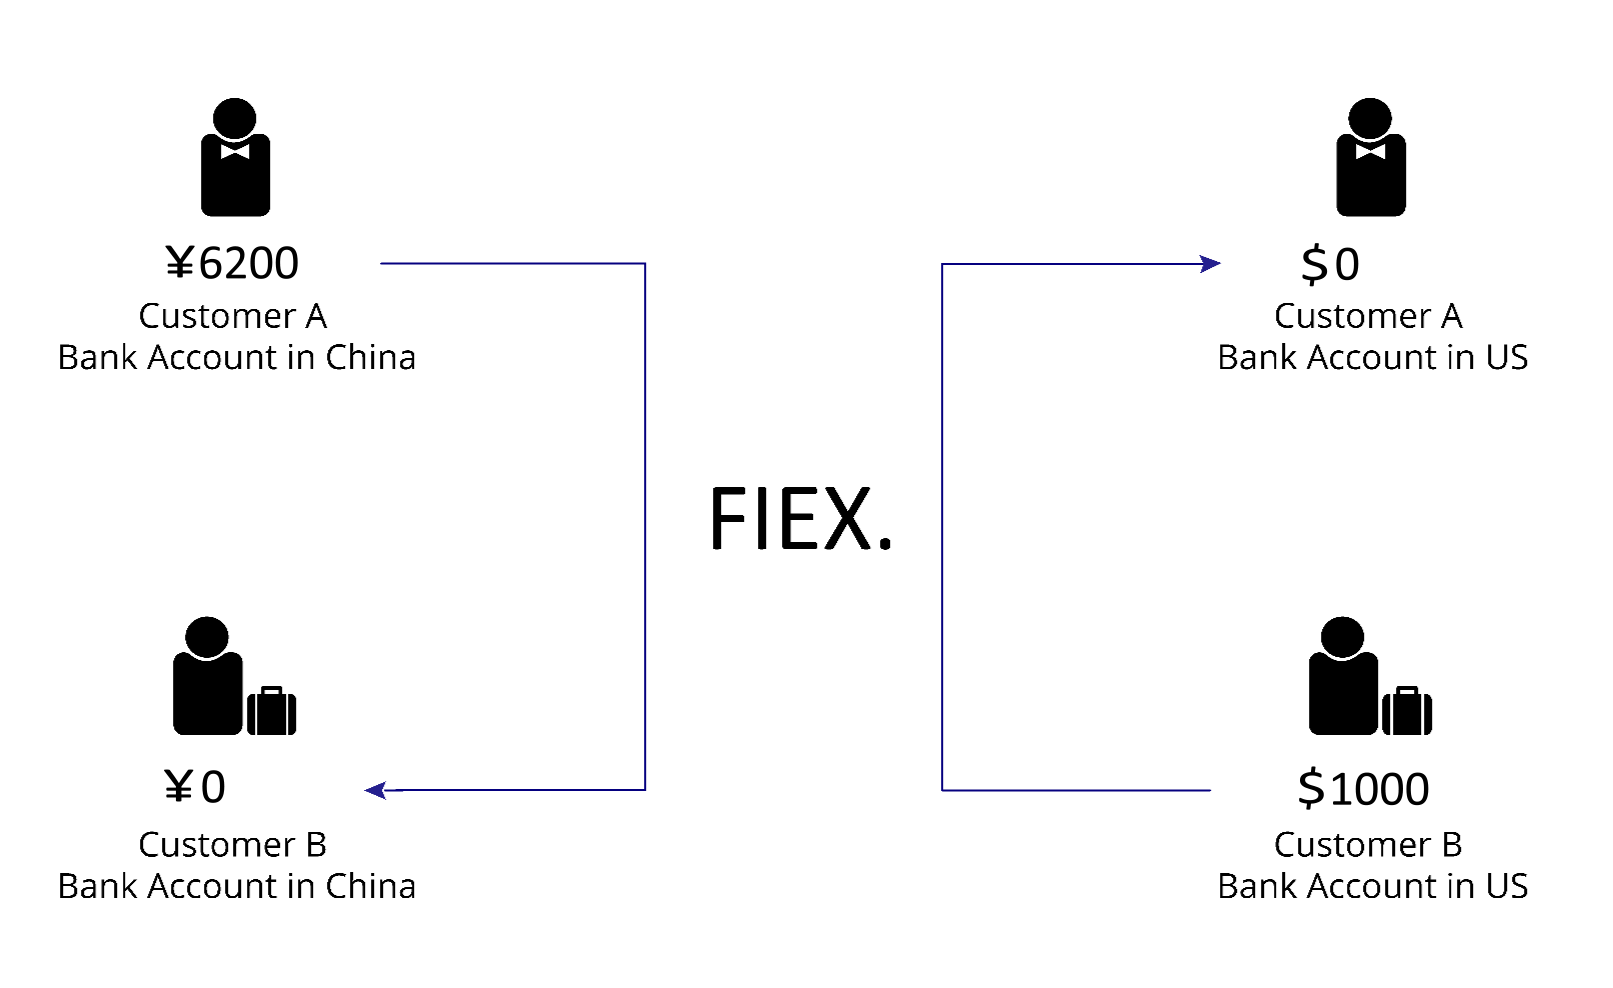 ¥6200
Customer A
Bank Account in China
$0
Customer A
Bank Account in US
FIEX.
¥0
Customer B
Bank Account in China
$1000
Customer B
Bank Account in US